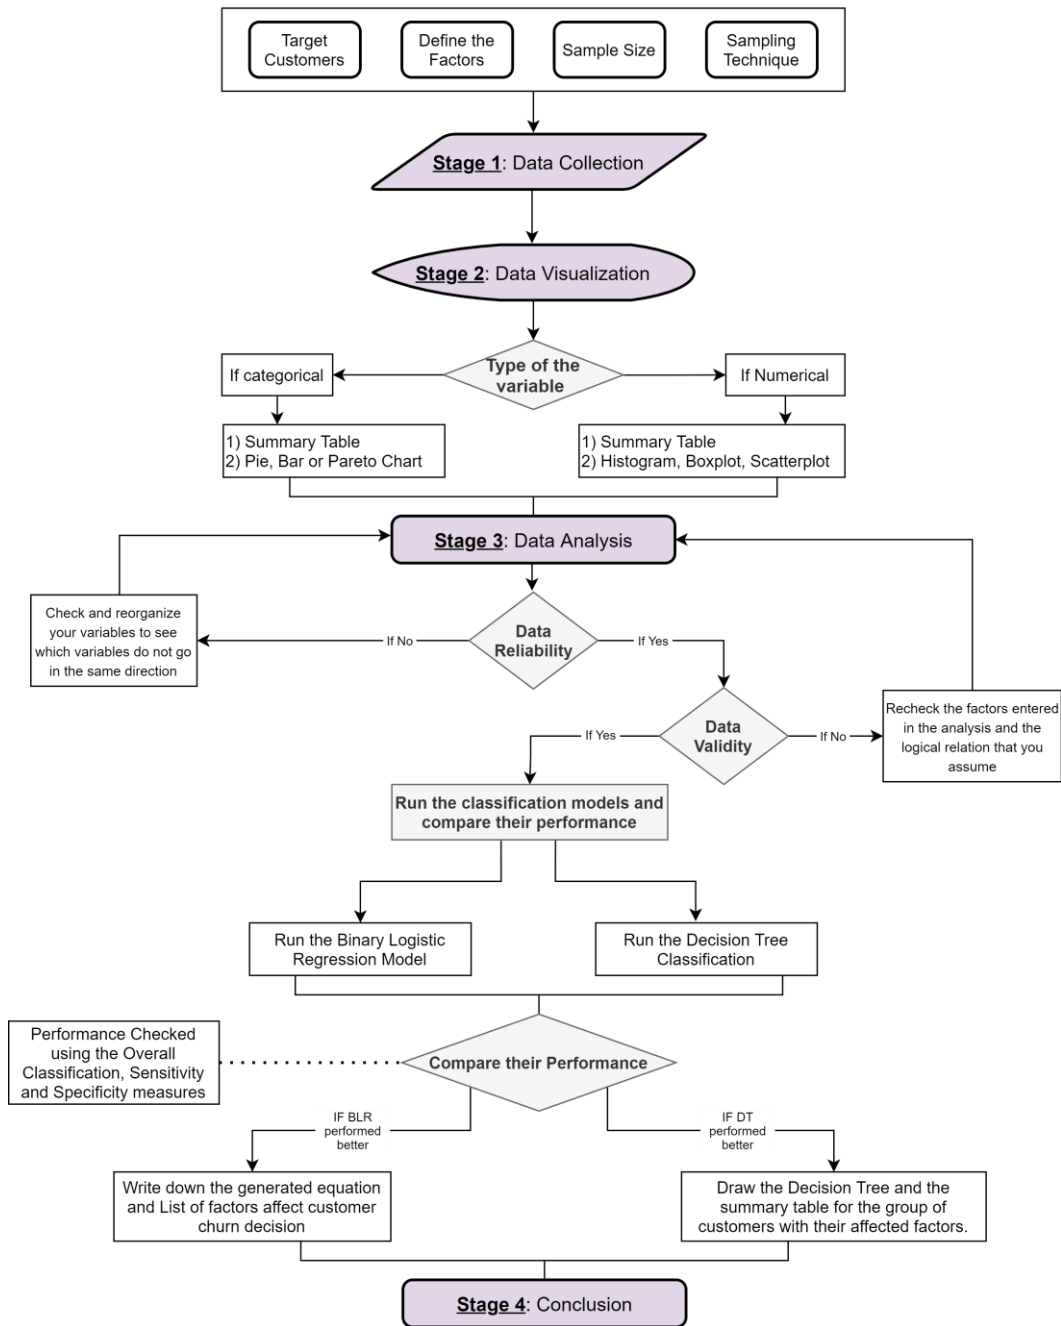 Target
Customers
Define the
Factors
Sample Size
Sampling
Technique
Stage 1: Data Collection
Stage 2: Data Visualization
Type of the
variable
If categorical
If Numerical
1) Summary Table
2) Pie, Bar or Pareto Chart
1) Summary Table
2) Histogram, Boxplot, Scatterplot
Stage 3: Data Analysis
Check and reorganize
your variables to see
which variables do not go
in the same direction
If No
Data
Reliability
If Yes
If Yes
Data
Validity
If No
Recheck the factors entered
in the analysis and the
logical relation that you
assume
Run the classification models and
compare their performance
Run the Binary Logistic
Regression Model
Run the Decision Tree
Classification
Performance Checked
using the Overall
Classification, Sensitivity
and Specificity measures
Compare their Performance
IF BLR
performed
better
IF DT
performed
better
Write down the generated equation
and List of factors affect customer
churn decision
Draw the Decision Tree and the
summary table for the group of
customers with their affected factors.
Stage 4: Conclusion